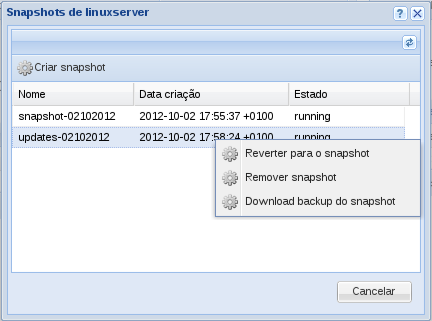 Snapshots de linuxserver
Criar snapshot
Nome Data criação Estado
snapshot-02102012 2012-10-02 17:55:37 +0100 running
updates-02102012 2012-10-02 17:58:24 +0100 running
Reverter para o snapshot
Remover snapshot
Download backup do snapshot
Cancelar